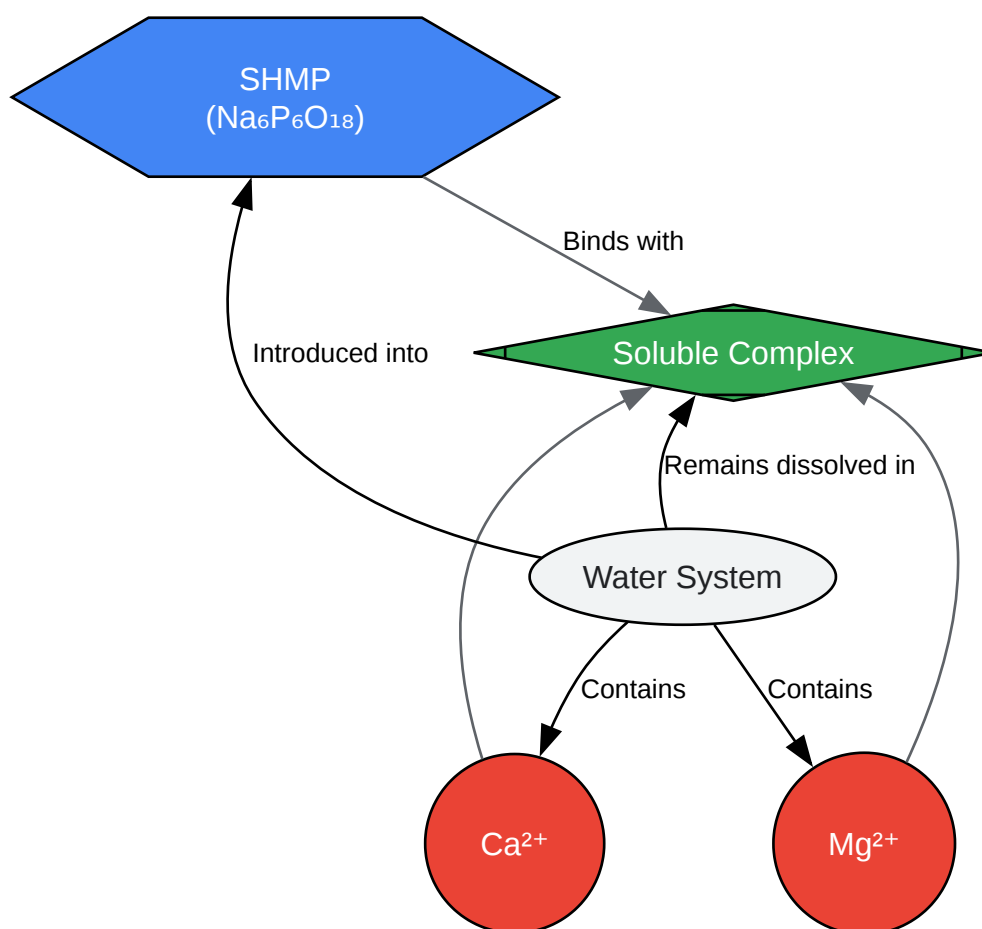 SHMP
(Na₆P₆O₁₈)
Binds with
Introduced into
Soluble Complex
Remains dissolved in
Water System
Contains
Contains
Ca²⁺
Mg²⁺